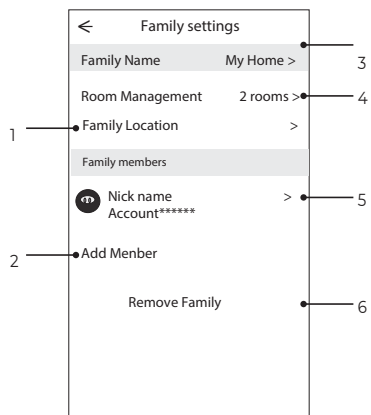 Family settings
Family Name My Home >
3
Room Management 2 rooms >
4
1
Family Location >
Family members
Nick name >
Account******
5
2
Add Menber
Remove Family
6